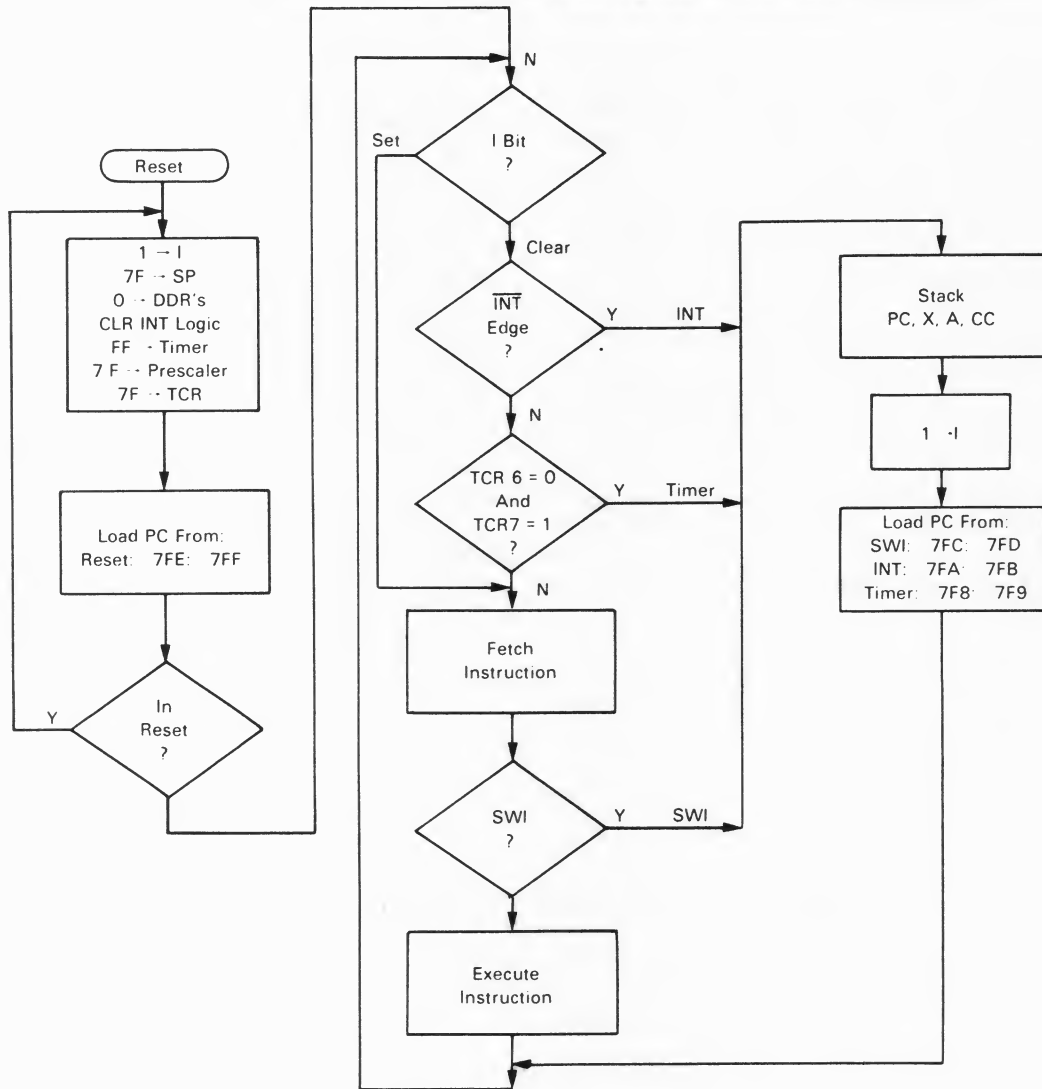 Reset
1 → I
7F → SP
0 → DDR's
CLR INT Logic
FF → Timer
7F → Prescaler
7F → TCR
Load PC From:
Reset: 7FE: 7FF
In
Reset
?
Y
N
I Bit
?
Set
Clear
INT
Edge
?
Y INT
N
TCR 6 = 0
And
TCR7 = 1
?
Y Timer
N
Fetch
Instruction
SWI
?
Y SWI
Execute
Instruction
Stack
PC, X, A, CC
1 → I
Load PC From:
SWI: 7FC: 7FD
INT: 7FA: 7FB
Timer: 7F8: 7F9